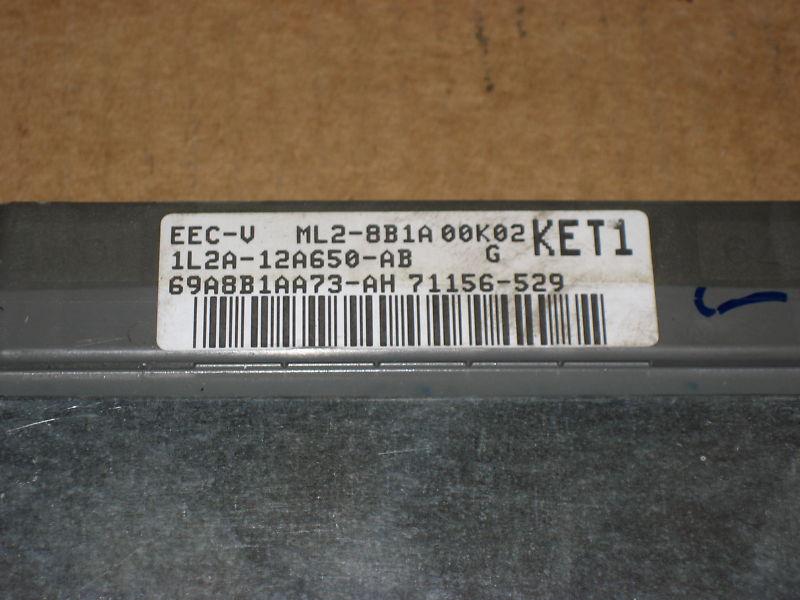 EEC-V ML2-8B1A 00K02 KET1
1L2A-12A650-AB G
69A8B1AA73-AH 71156-529